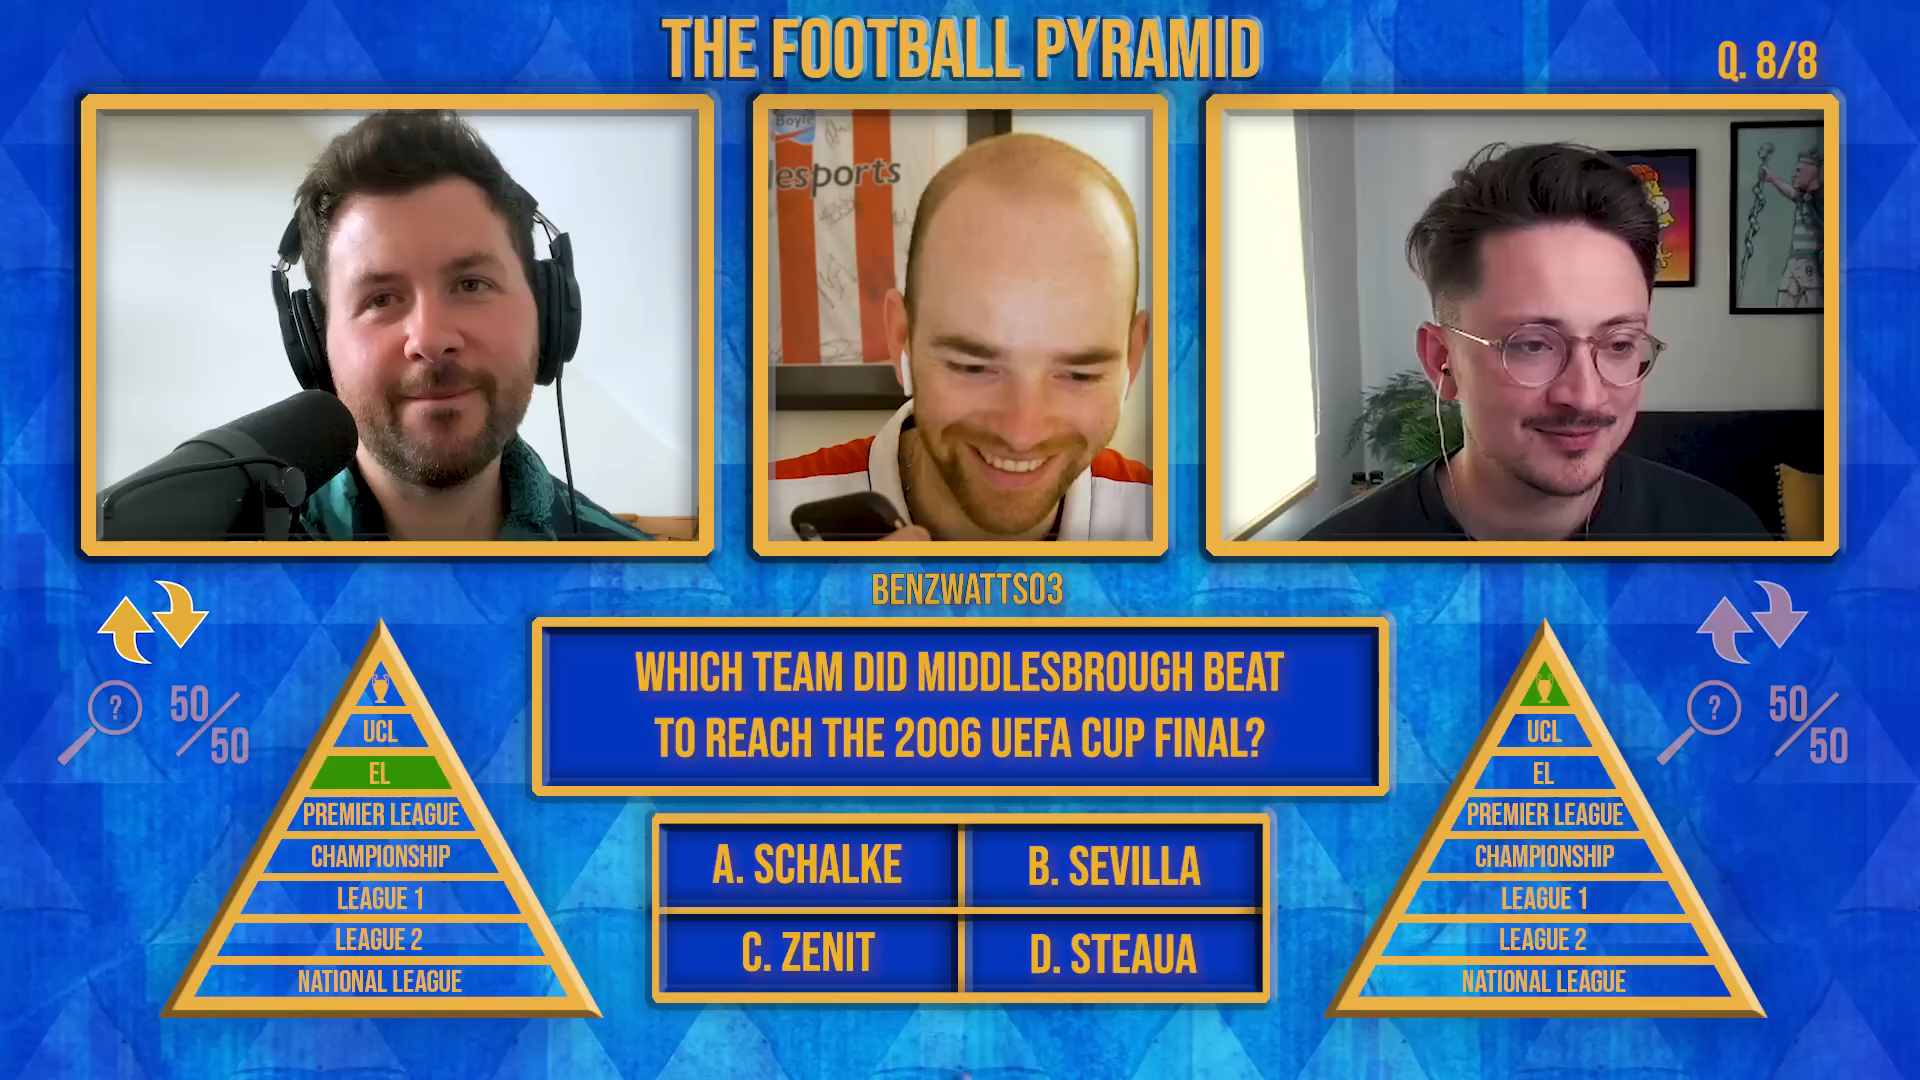 THE FOOTBALL PYRAMID
Q. 8/8
Boyle
lesports
BENZWATTS03
WHICH TEAM DID MIDDLESBROUGH BEAT
TO REACH THE 2006 UEFA CUP FINAL?
A. SCHALKE
B. SEVILLA
C. ZENIT
D. STEAUA
?
50/50
UCL
EL
PREMIER LEAGUE
CHAMPIONSHIP
LEAGUE 1
LEAGUE 2
NATIONAL LEAGUE
UCL
EL
PREMIER LEAGUE
CHAMPIONSHIP
LEAGUE 1
LEAGUE 2
NATIONAL LEAGUE
?
50/50